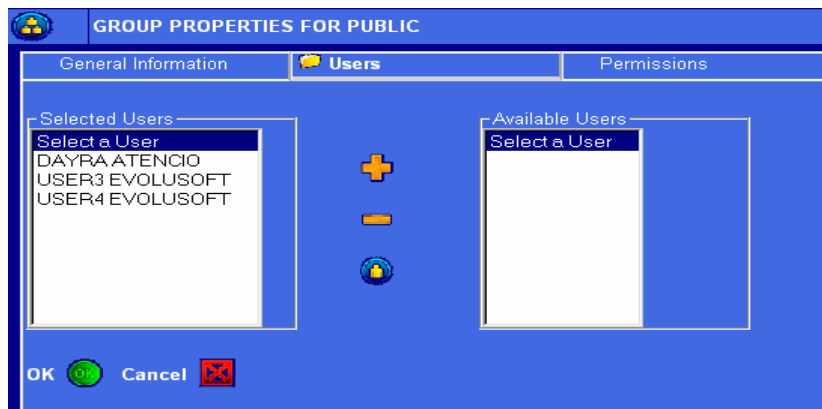 GROUP PROPERTIES FOR PUBLIC
General Information
Users
Permissions
Selected Users
Select a User
DAYRA ATENCIO
USER3 EVOLUSOFT
USER4 EVOLUSOFT
Available Users
Select a User
OK OK Cancel